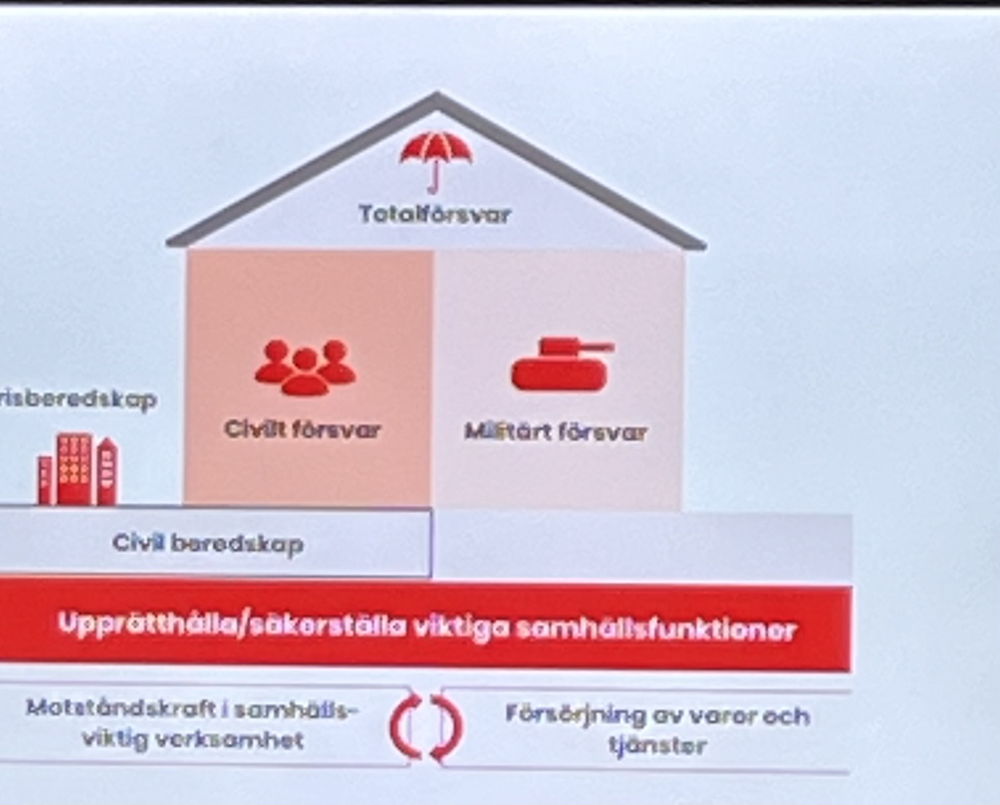 Totalförsvar
risberedskap
Civilt försvar
Militärt försvar
Civil beredskap
Upprätthålla/säkerställa viktiga samhällsfunktioner
Motståndskraft i samhälls-
viktig verksamhet
Försörjning av varor och
tjänster